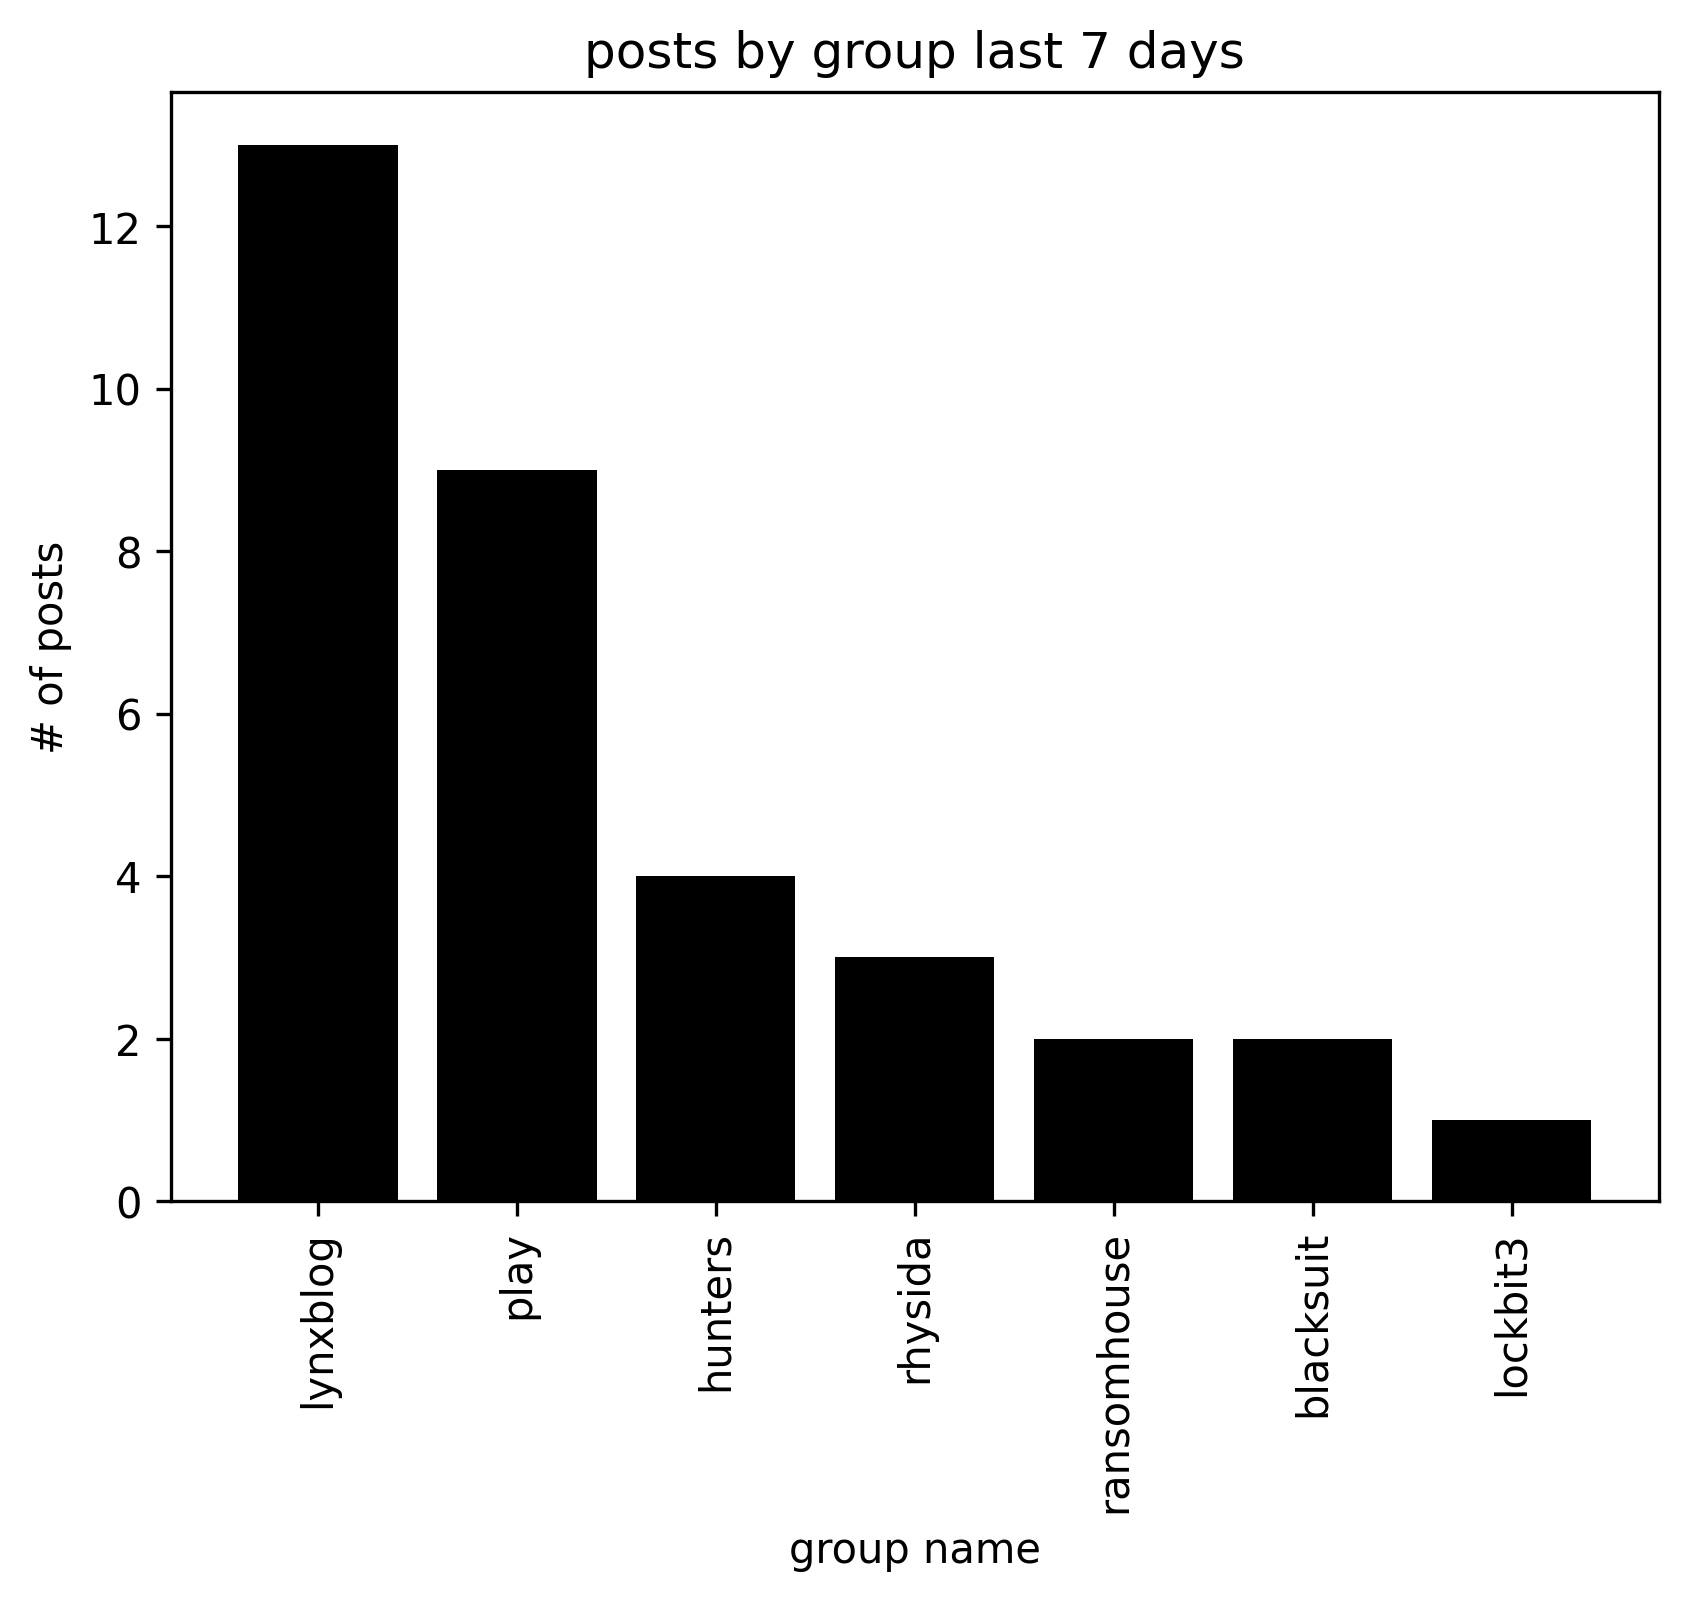 posts by group last 7 days
12
10
8
6
4
2
0
# of posts
lynxblog
play
hunters
rhysida
ransomhouse
blacksuit
lockbit3
group name